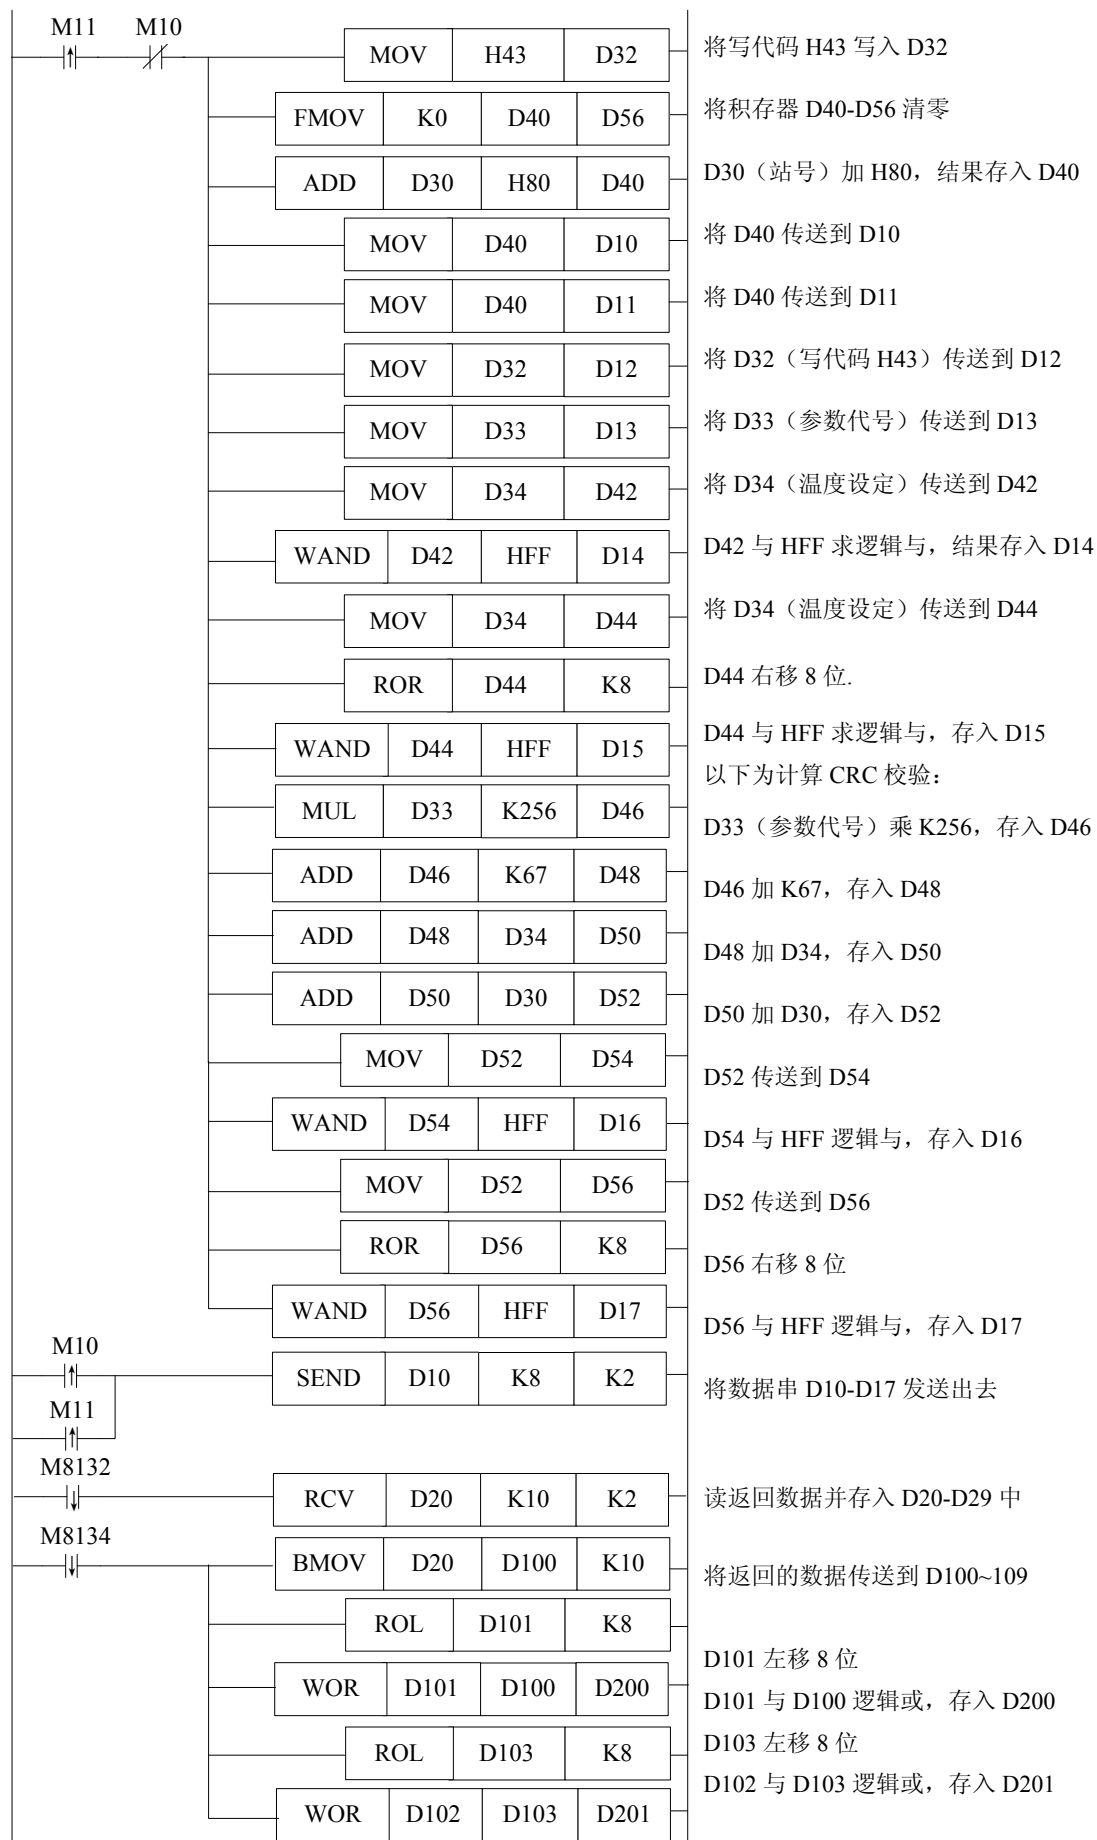 M11 M10
MOV H43 D32 将写代码 H43 写入 D32
FMOV K0 D40 D56 将积存器 D40-D56 清零
ADD D30 H80 D40 D30（站号）加 H80，结果存入 D40
MOV D40 D10 将 D40 传送到 D10
MOV D40 D11 将 D40 传送到 D11
MOV D32 D12 将 D32（写代码 H43）传送到 D12
MOV D33 D13 将 D33（参数代号）传送到 D13
MOV D34 D42 将 D34（温度设定）传送到 D42
WAND D42 HFF D14 D42 与 HFF 求逻辑与，结果存入 D14
MOV D34 D44 将 D34（温度设定）传送到 D44
ROR D44 K8 D44 右移 8 位.
WAND D44 HFF D15 D44 与 HFF 求逻辑与，存入 D15
以下为计算 CRC 校验：
MUL D33 K256 D46 D33（参数代号）乘 K256，存入 D46
ADD D46 K67 D48 D46 加 K67，存入 D48
ADD D48 D34 D50 D48 加 D34，存入 D50
ADD D50 D30 D52 D50 加 D30，存入 D52
MOV D52 D54 D52 传送到 D54
WAND D54 HFF D16 D54 与 HFF 逻辑与，存入 D16
MOV D52 D56 D52 传送到 D56
ROR D56 K8 D56 右移 8 位
WAND D56 HFF D17 D56 与 HFF 逻辑与，存入 D17
M10
SEND D10 K8 K2 将数据串 D10-D17 发送出去
M11
M8132
RCV D20 K10 K2 读返回数据并存入 D20-D29 中
M8134
BMOV D20 D100 K10 将返回的数据传送到 D100~109
ROL D101 K8 D101 左移 8 位
WOR D101 D100 D200 D101 与 D100 逻辑或，存入 D200
ROL D103 K8 D103 左移 8 位
WOR D102 D103 D201 D102 与 D103 逻辑或，存入 D201